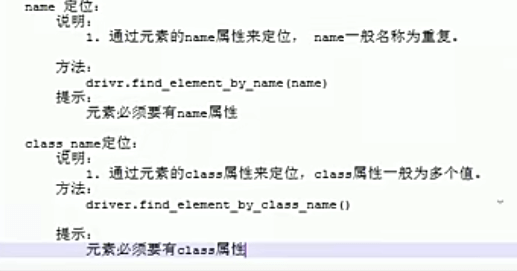 name 定位:
说明:
1. 通过元素的name属性来定位, name一般名称为重复。
方法:
drivr.find_element_by_name(name)
提示:
元素必须要有name属性
class_name定位:
说明:
1. 通过元素的class属性来定位,class属性一般为多个值。
方法:
driver.find_element_by_class_name()
提示:
元素必须要有class属性